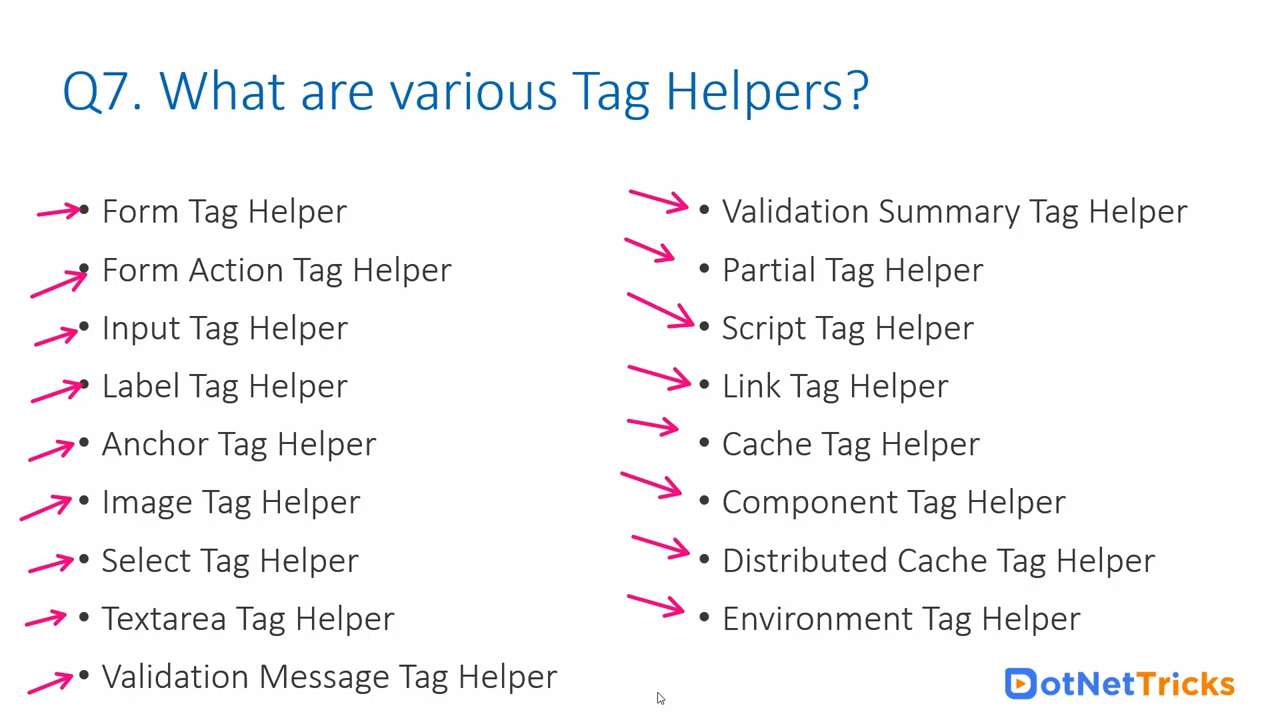 Q7. What are various Tag Helpers?
• Form Tag Helper
• Form Action Tag Helper
• Input Tag Helper
• Label Tag Helper
• Anchor Tag Helper
• Image Tag Helper
• Select Tag Helper
• Textarea Tag Helper
• Validation Message Tag Helper
• Validation Summary Tag Helper
• Partial Tag Helper
• Script Tag Helper
• Link Tag Helper
• Cache Tag Helper
• Component Tag Helper
• Distributed Cache Tag Helper
• Environment Tag Helper
DotNetTricks